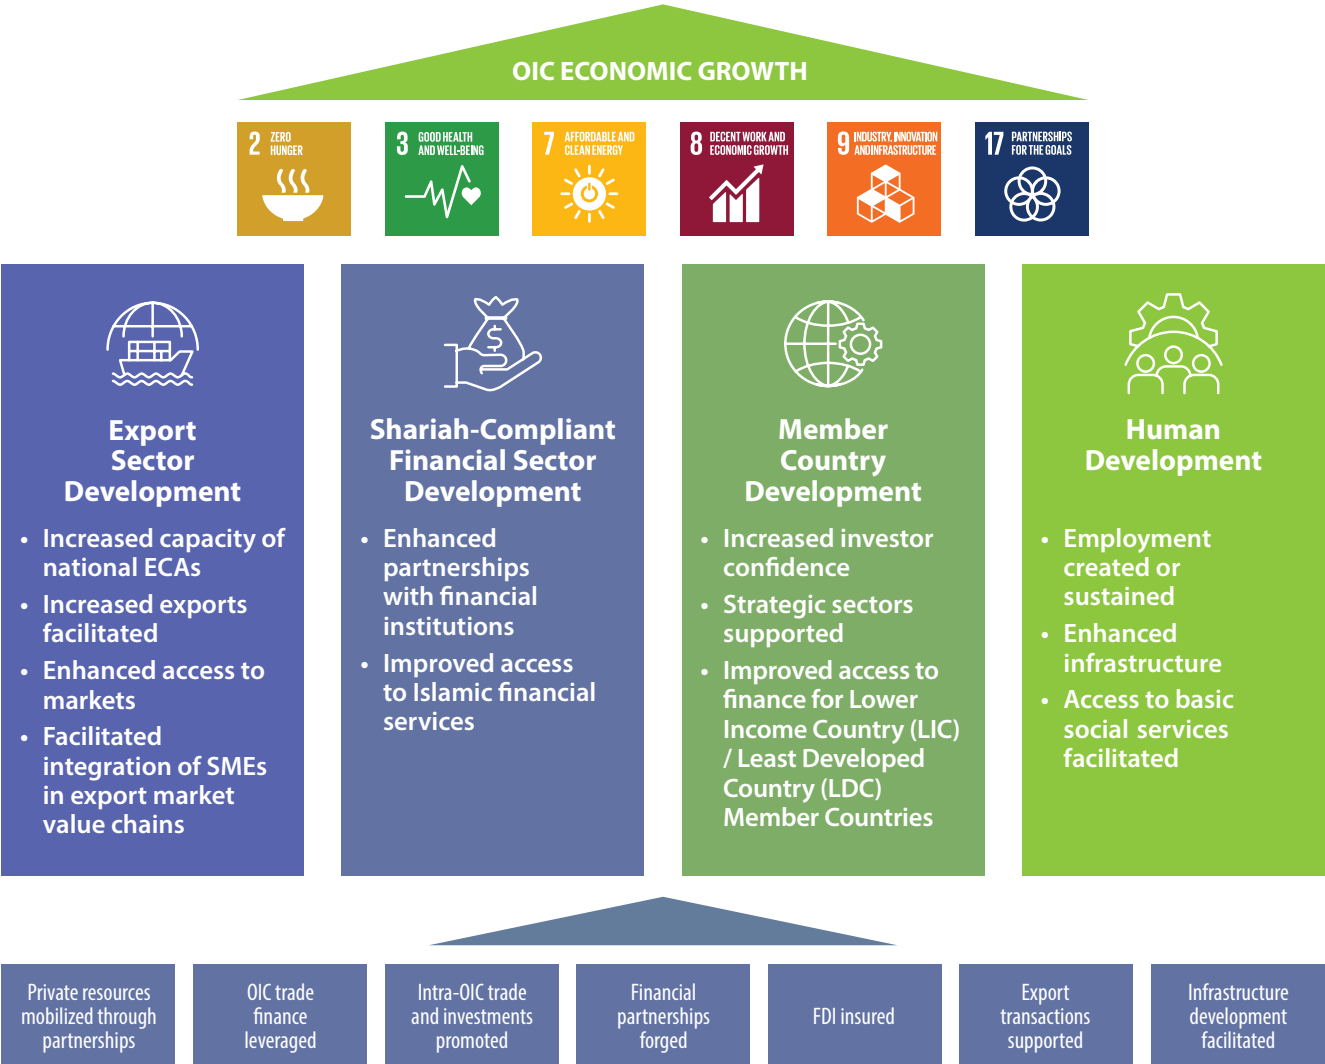 OIC ECONOMIC GROWTH
2 ZERO
HUNGER
3 GOOD HEALTH
AND WELL-BEING
7 AFFORDABLE AND
CLEAN ENERGY
8 DECENT WORK AND
ECONOMIC GROWTH
9 INDUSTRY, INNOVATION
AND INFRASTRUCTURE
17 PARTNERSHIPS
FOR THE GOALS
Export
Sector
Development
• Increased capacity of
national ECAs
• Increased exports
facilitated
• Enhanced access to
markets
• Facilitated
integration of SMEs
in export market
value chains
$
Shariah-Compliant
Financial Sector
Development
• Enhanced
partnerships
with financial
institutions
• Improved access
to Islamic financial
services
Member
Country
Development
• Increased investor
confidence
• Strategic sectors
supported
• Improved access to
finance for Lower
Income Country (LIC)
/ Least Developed
Country (LDC)
Member Countries
Human
Development
• Employment
created or
sustained
• Enhanced
infrastructure
• Access to basic
social services
facilitated
Private resources
mobilized through
partnerships
OIC trade
finance
leveraged
Intra-OIC trade
and investments
promoted
Financial
partnerships
forged
FDI insured
Export
transactions
supported
Infrastructure
development
facilitated